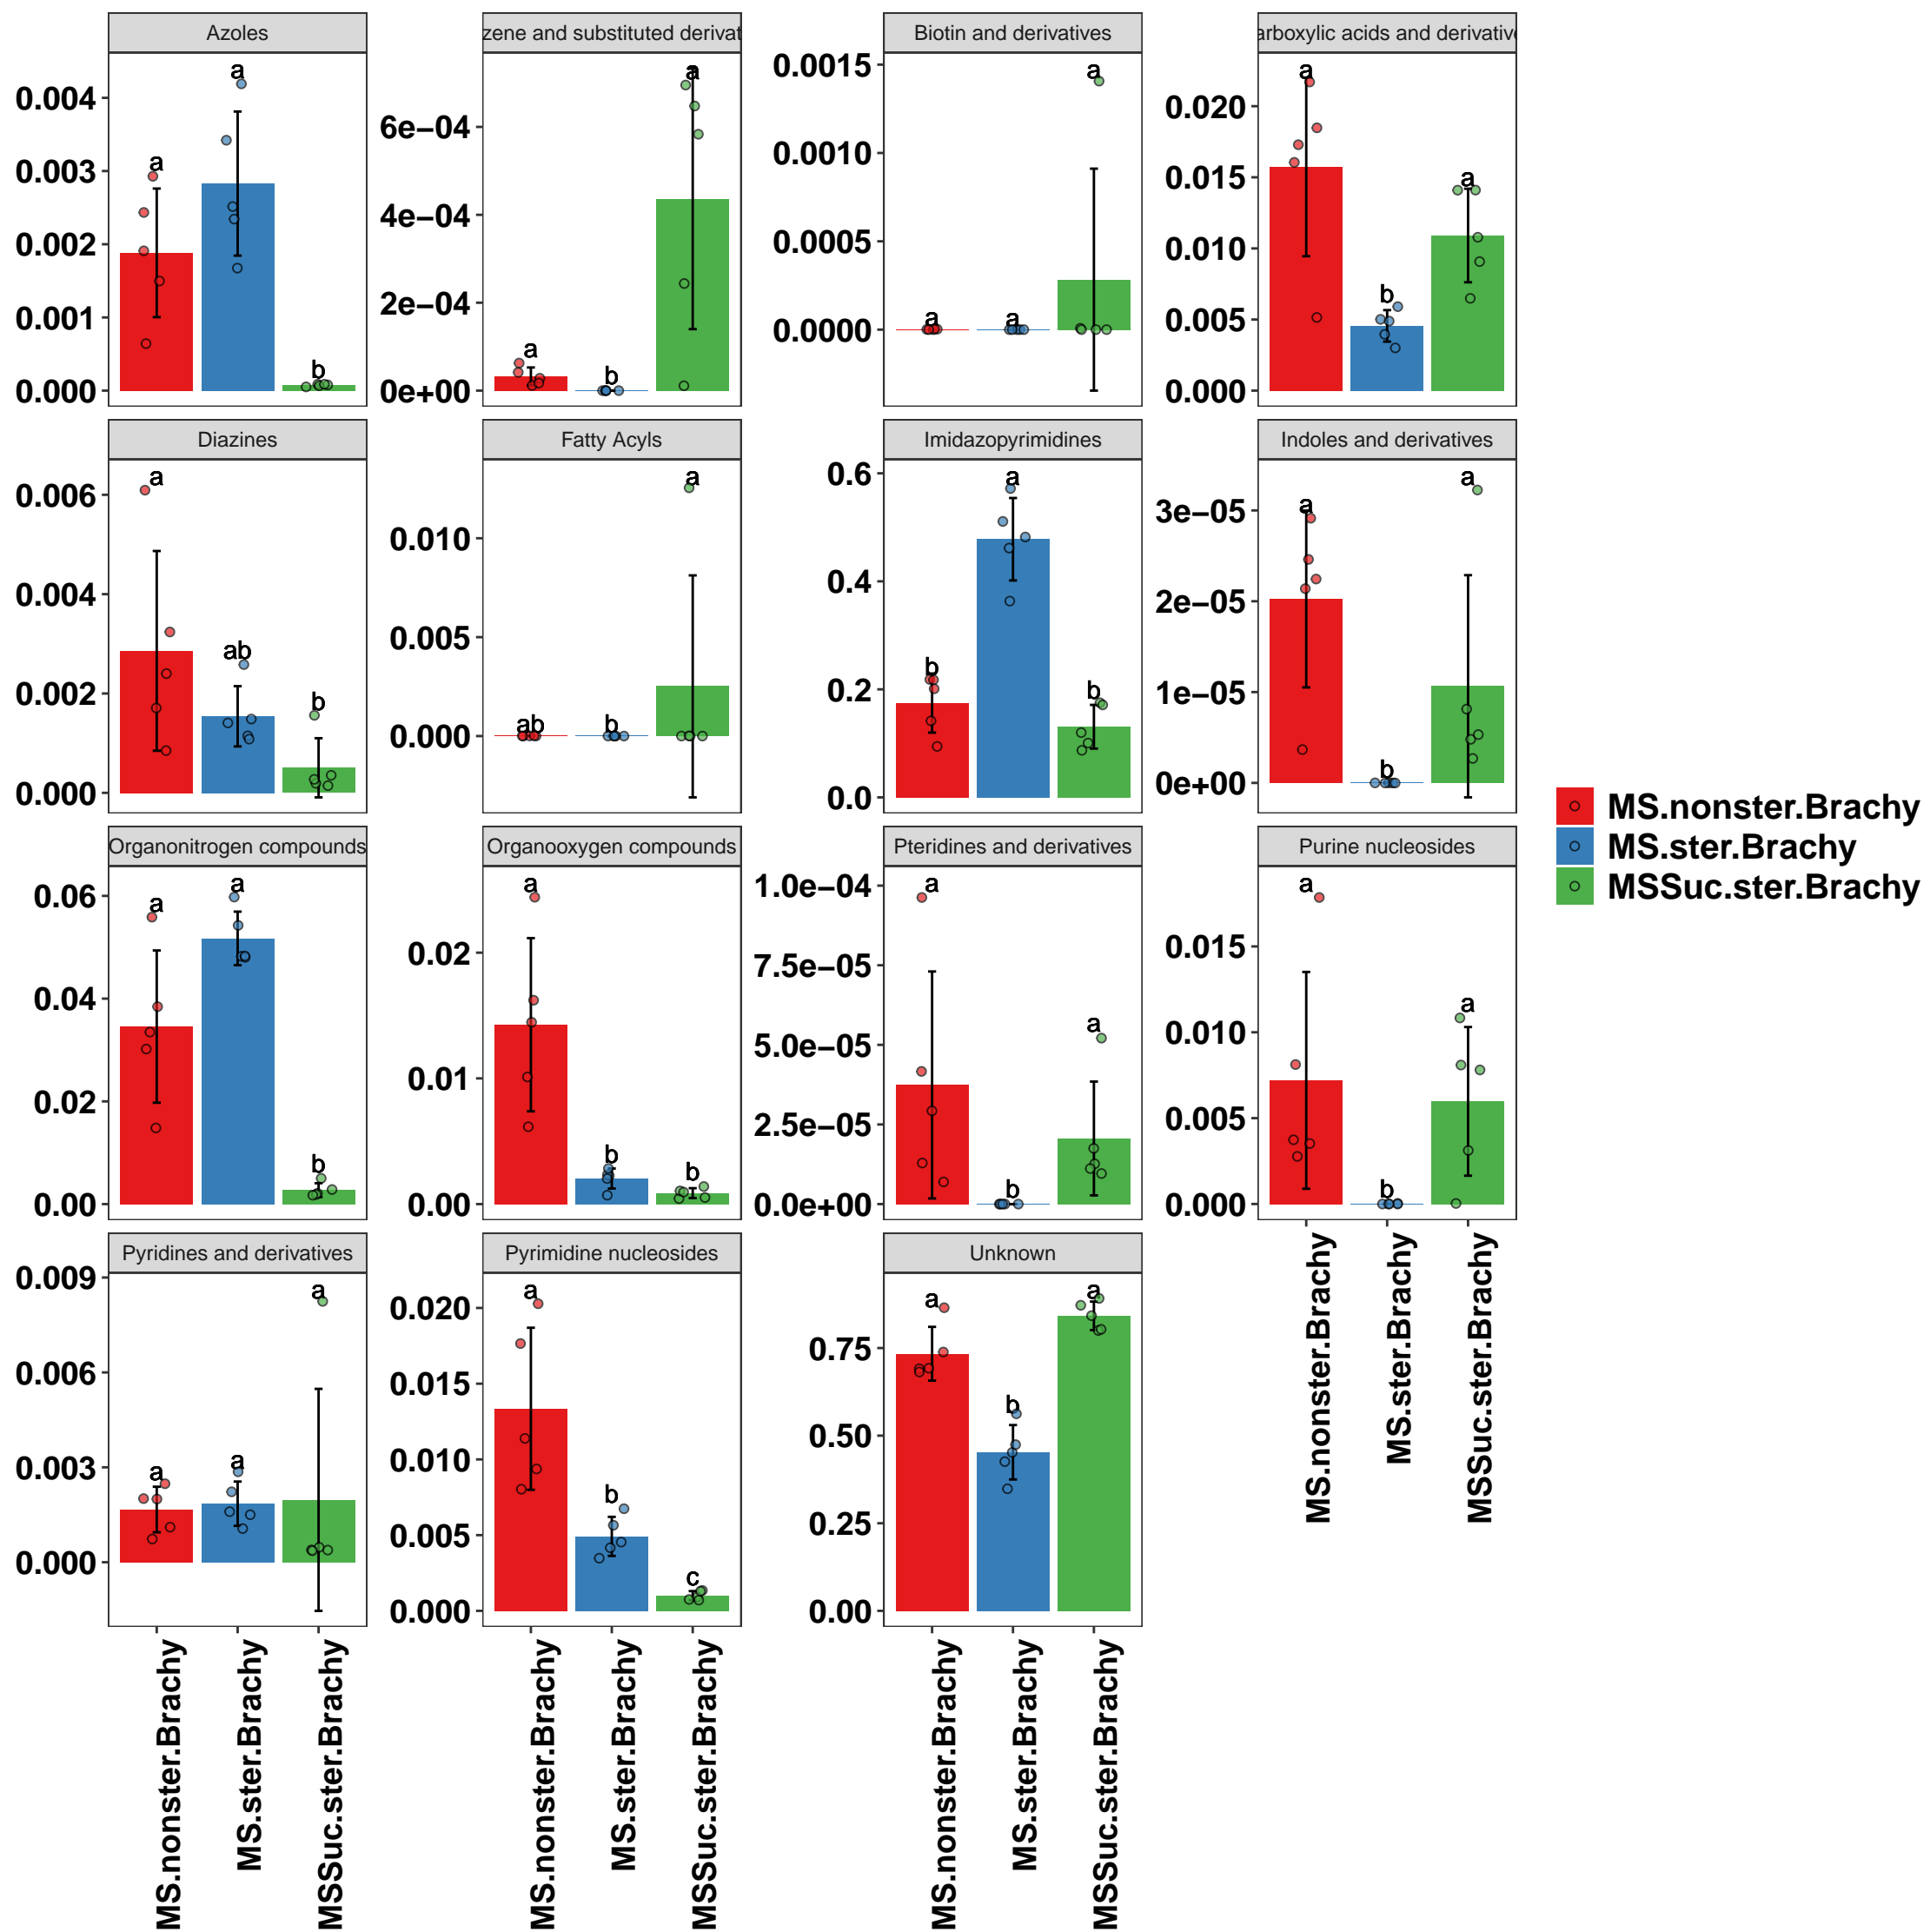 Azoles
zene and substituted derivat
Biotin and derivatives
arboxylic acids and derivative
0.004
0.003
0.002
0.001
0.000
a
a
b
6e−04
4e−04
2e−04
0e+00
a
b
a
0.0015
0.0010
0.0005
0.0000
a
a
a
0.020
0.015
0.010
0.005
0.000
a
b
a
Diazines
Fatty Acyls
Imidazopyrimidines
Indoles and derivatives
0.006
0.004
0.002
0.000
a
ab
b
0.010
0.005
0.000
ab
b
a
0.6
0.4
0.2
0.0
b
a
b
3e−05
2e−05
1e−05
0e+00
a
b
a
MS.nonster.Brachy
MS.ster.Brachy
MSSuc.ster.Brachy
Organonitrogen compounds
Organooxygen compounds
Pteridines and derivatives
Purine nucleosides
0.06
0.04
0.02
0.00
a
a
b
0.02
0.01
0.00
a
b
b
1.0e−04
7.5e−05
5.0e−05
2.5e−05
0.0e+00
a
b
a
0.015
0.010
0.005
0.000
a
b
a
MS.nonster.Brachy
MS.ster.Brachy
MSSuc.ster.Brachy
Pyridines and derivatives
Pyrimidine nucleosides
Unknown
0.009
0.006
0.003
0.000
a
a
a
0.020
0.015
0.010
0.005
0.000
a
b
c
0.75
0.50
0.25
0.00
a
b
a
MS.nonster.Brachy
MS.ster.Brachy
MSSuc.ster.Brachy
MS.nonster.Brachy
MS.ster.Brachy
MSSuc.ster.Brachy
MS.nonster.Brachy
MS.ster.Brachy
MSSuc.ster.Brachy